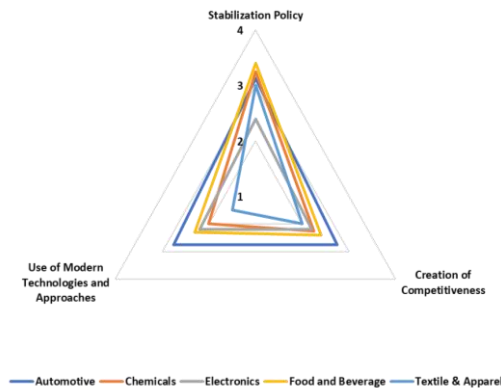 Stabilization Policy
4
3
2
1
Use of Modern
Technologies and
Approaches
Creation of
Competitiveness
Automotive Chemicals Electronics Food and Beverage Textile & Apparel